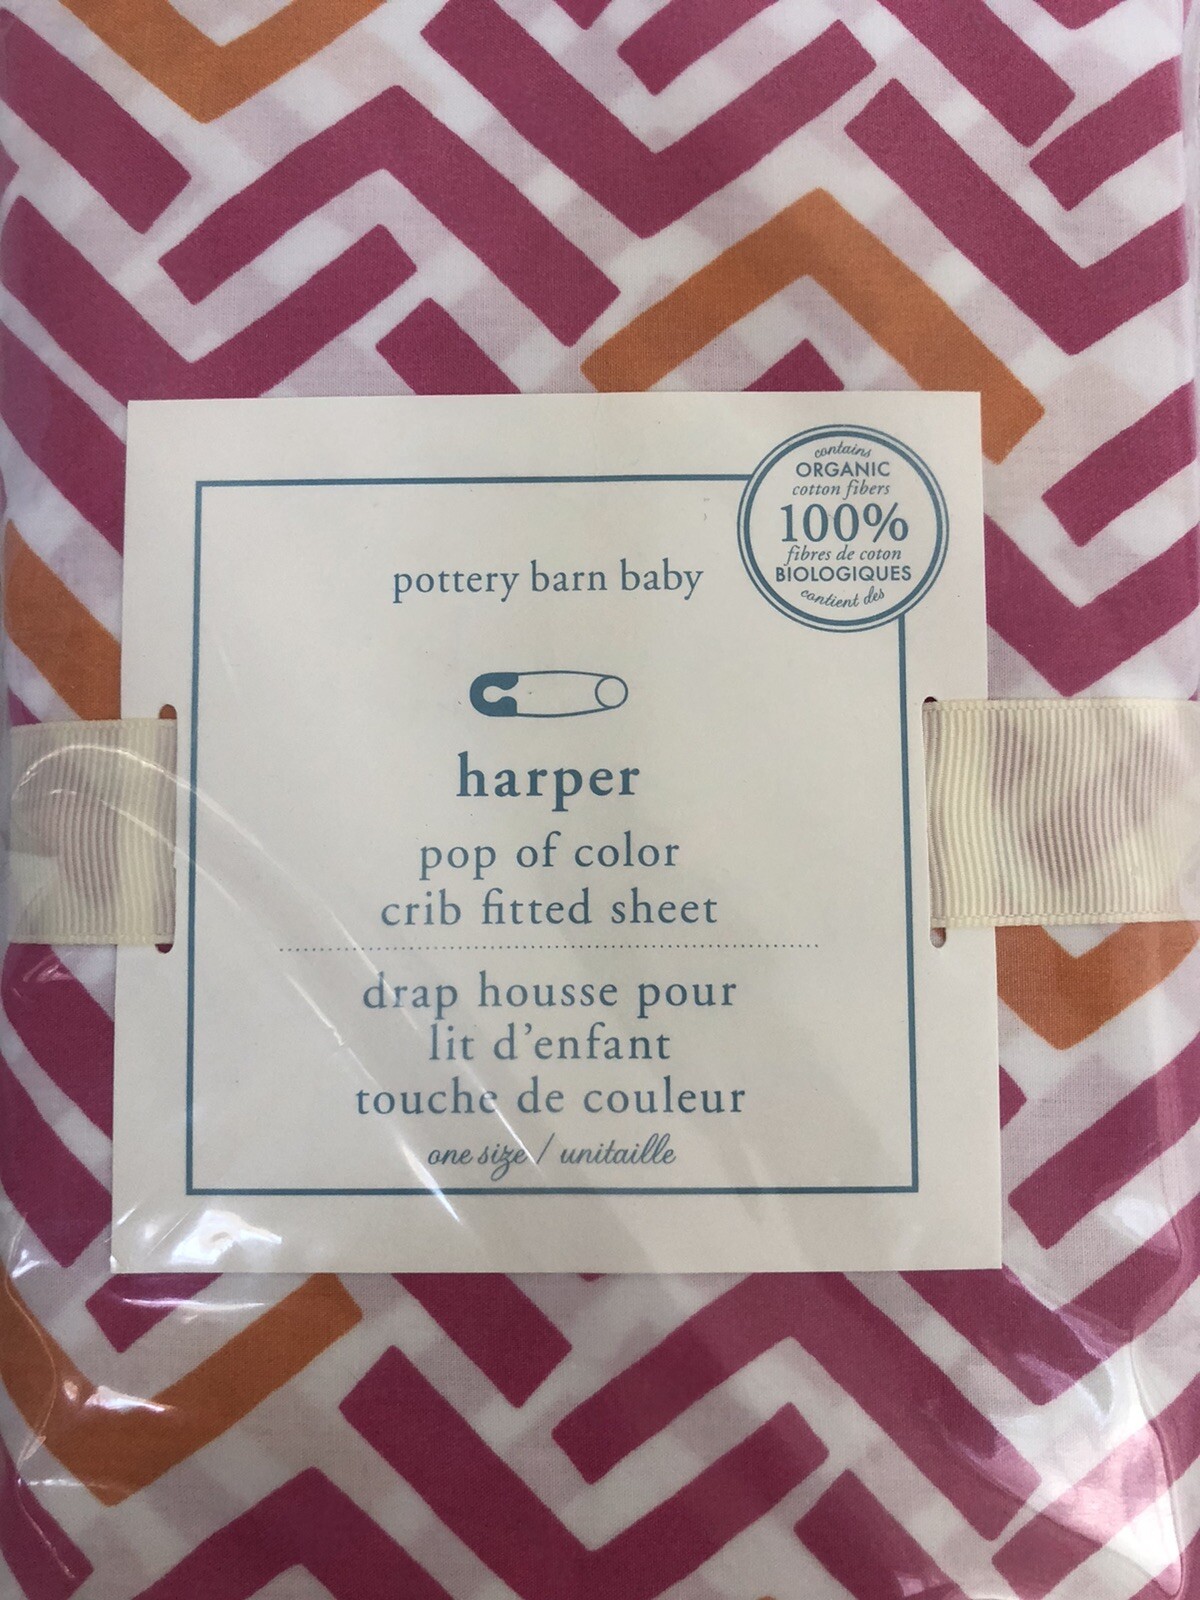 contains
ORGANIC
cotton fibers
100%
fibres de coton
BIOLOGIQUES
contient des
pottery barn baby
harper
pop of color
crib fitted sheet
drap housse pour
lit d'enfant
touche de couleur
one size / unitaille